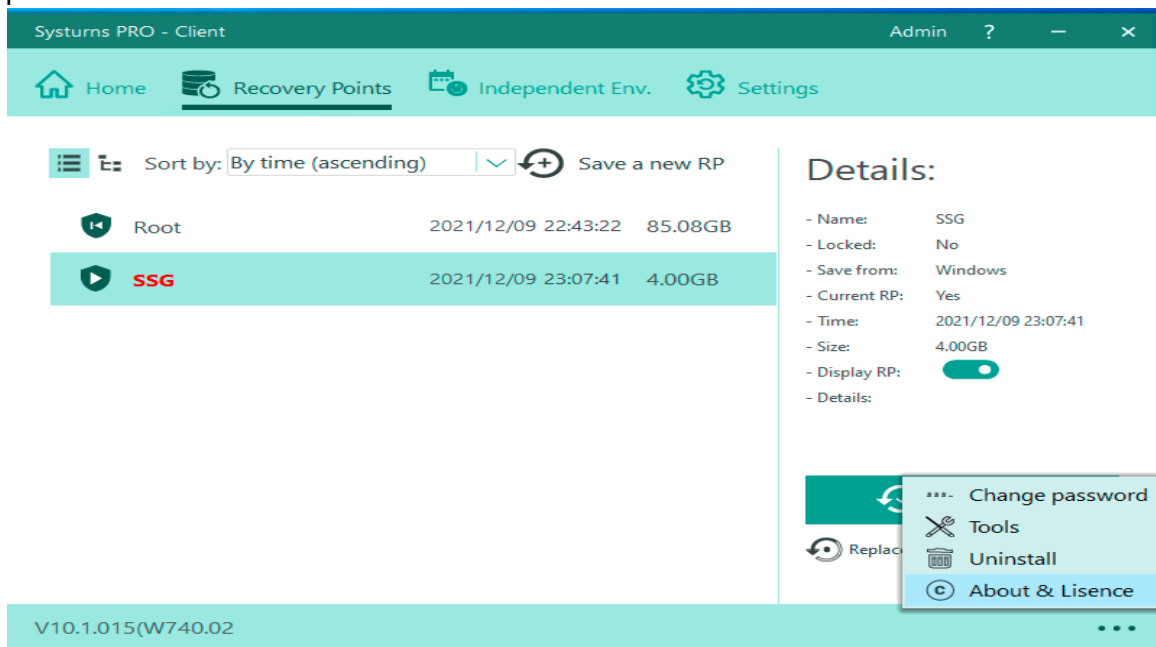 Systurns PRO - Client Admin ? — ×
Home Recovery Points Independent Env. Settings
Sort by: By time (ascending) Save a new RP
Root 2021/12/09 22:43:22 85.08GB
SSG 2021/12/09 23:07:41 4.00GB
Details:
- Name: SSG
- Locked: No
- Save from: Windows
- Current RP: Yes
- Time: 2021/12/09 23:07:41
- Size: 4.00GB
- Display RP:
- Details:
Replac
Change password
Tools
Uninstall
About & Lisence
V10.1.015(W740.02